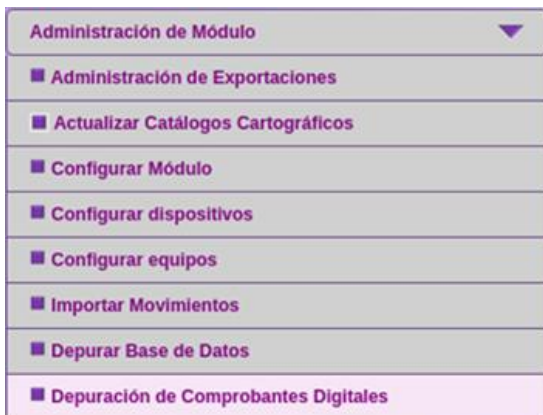 Administración de Módulo
Administración de Exportaciones
Actualizar Catálogos Cartográficos
Configurar Módulo
Configurar dispositivos
Configurar equipos
Importar Movimientos
Depurar Base de Datos
Depuración de Comprobantes Digitales